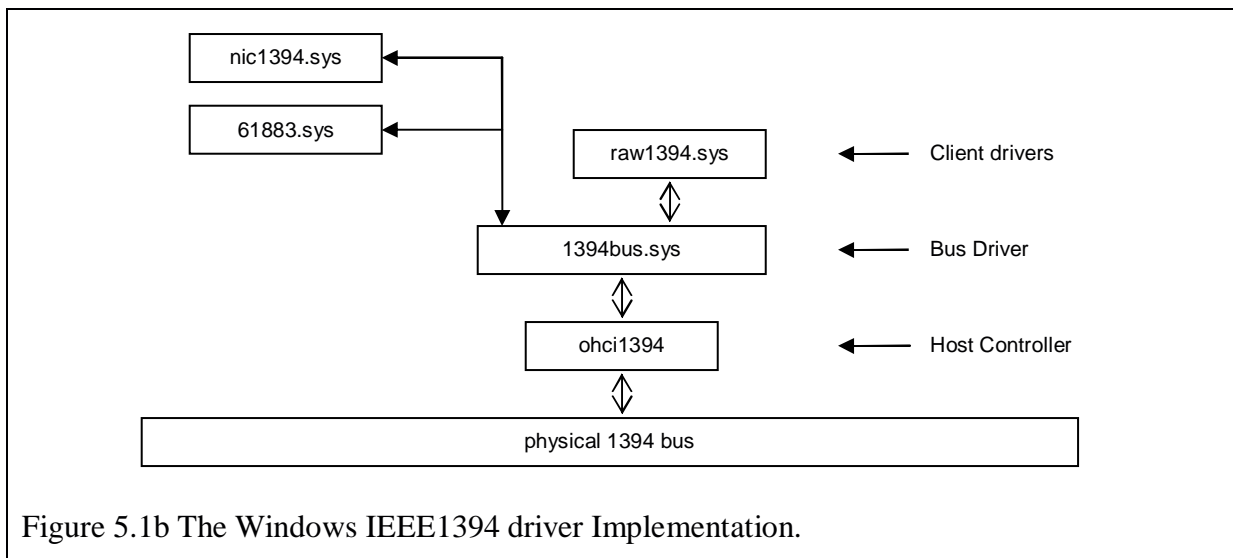 nic1394.sys
61883.sys
raw1394.sys
Client drivers
1394bus.sys
Bus Driver
ohci1394
Host Controller
physical 1394 bus
Figure 5.1b The Windows IEEE1394 driver Implementation.